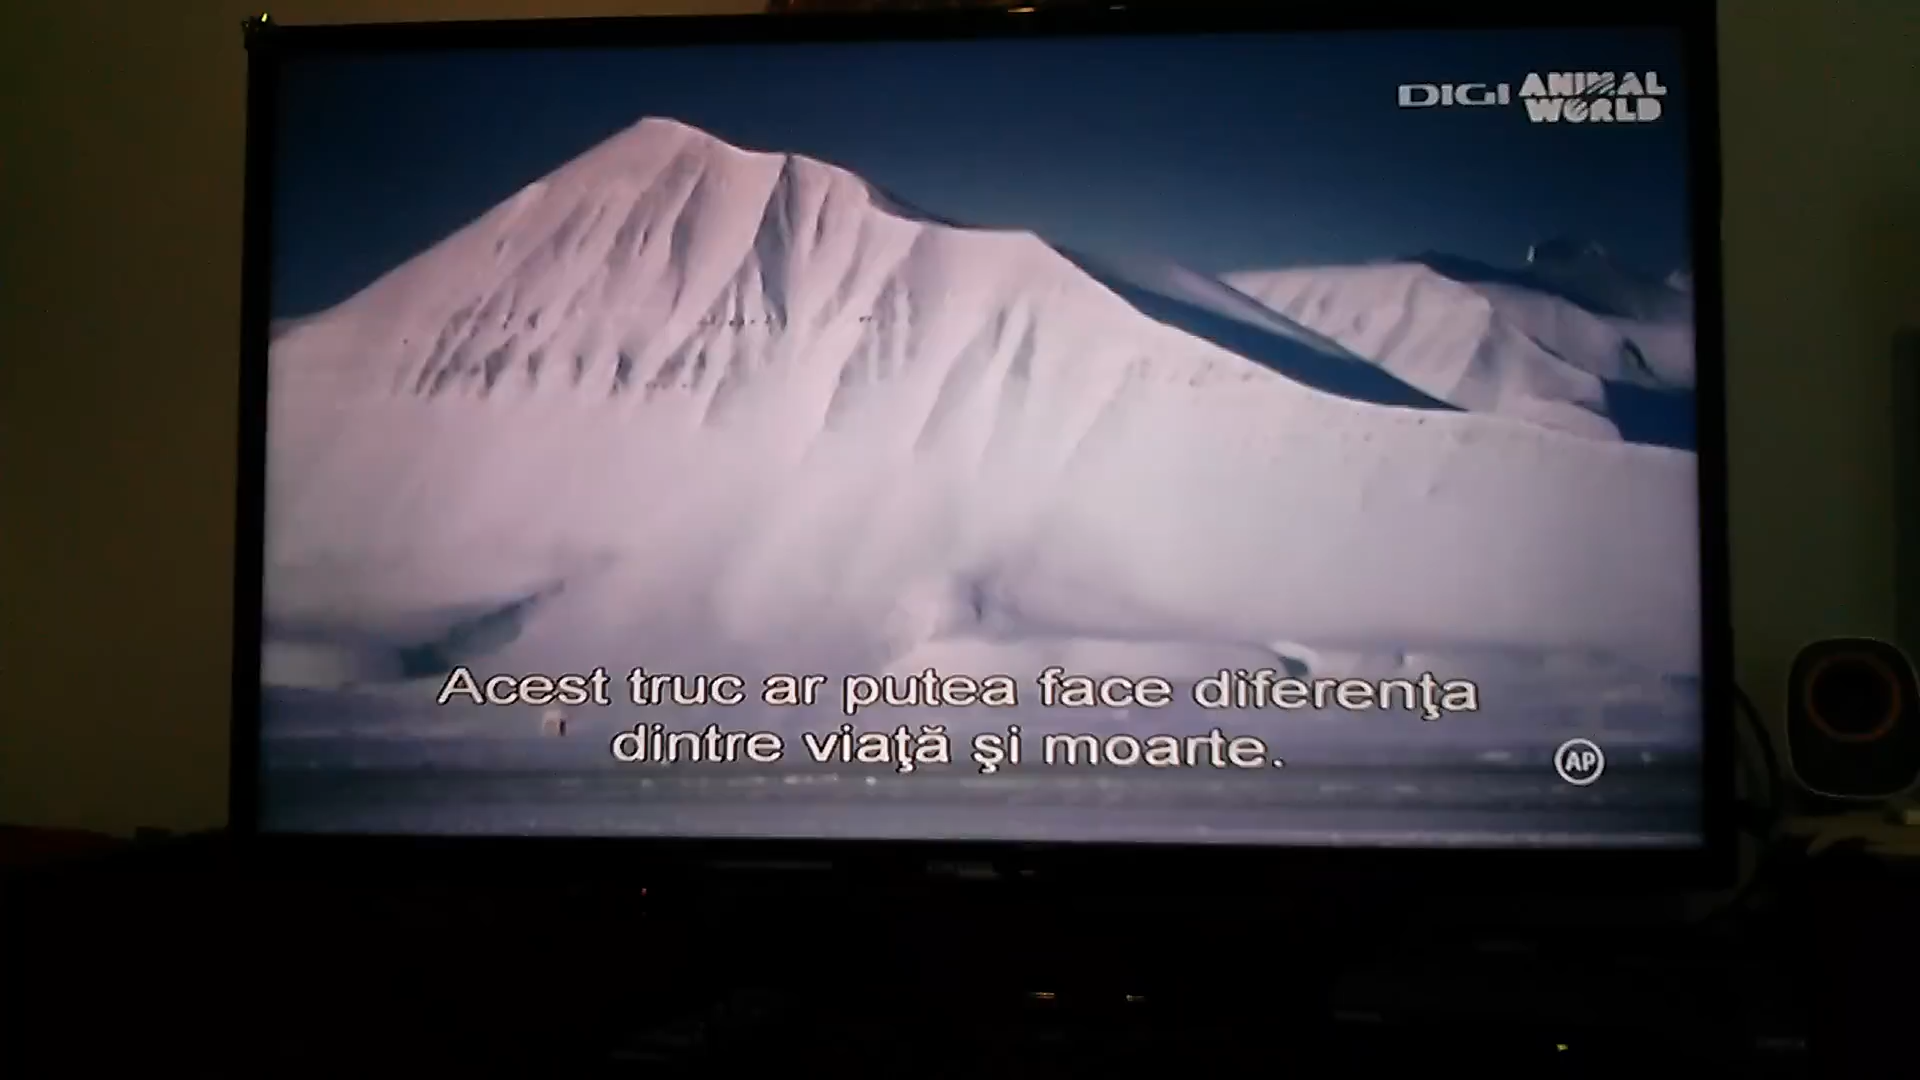 DIGI ANIMAL
WORLD
Acest truc ar putea face diferenţa
dintre viaţă şi moarte.
AP